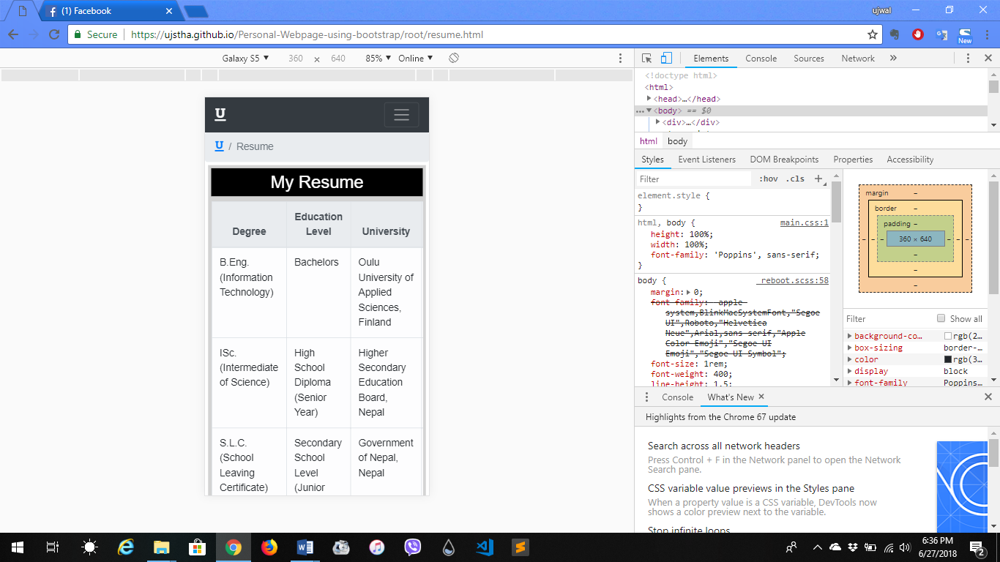 (1) Facebook
ujwal
Secure
https://ujstha.github.io/Personal-Webpage-using-bootstrap/root/resume.html
New
Galaxy S5 ▼ 360 × 640 85% ▼ Online ▼
U
U / Resume
My Resume
Degree
Education
Level
University
B.Eng.
(Information
Technology)
Bachelors
Oulu
University of
Applied
Sciences,
Finland
ISc.
(Intermediate
of Science)
High
School
Diploma
(Senior
Year)
Higher
Secondary
Education
Board,
Nepal
S.L.C.
(School
Leaving
Certificate)
Secondary
School
Level
(Junior
Government
of Nepal,
Nepal
Elements Console Sources Network »
<!doctype html>
<html>
▶<head>…</head>
…▼<body> == $0
▶<div>…</div>
html body
Styles Event Listeners DOM Breakpoints Properties Accessibility
Filter :hov .cls +
element.style {
}
html, body { main.css:1
height: 100%;
width: 100%;
font-family: 'Poppins', sans-serif;
}
body { _reboot.scss:58
margin:▶ 0;
font-family: -apple-
system,BlinkMacSystemFont,"Segoe
UI",Roboto,"Helvetica
Neue",Arial,sans-serif,"Apple
Color Emoji","Segoe UI
Emoji","Segoe UI Symbol";
font-size: 1rem;
font-weight: 400;
line-height: 1.5;
margin –
border –
padding –
– – – 360 × 640 – – –
–
–
–
Filter Show all
▶ background-co… rgb(2…
▶ box-sizing border-…
▶ color rgb(3…
▶ display block
▶ font-family Poppins…
Console What's New ×
Highlights from the Chrome 67 update
Search across all network headers
Press Control + F in the Network panel to open the Network
Search pane.
CSS variable value previews in the Styles pane
When a property value is a CSS variable, DevTools now
shows a color preview next to the variable.
Stop infinite loops
6:36 PM
6/27/2018
2